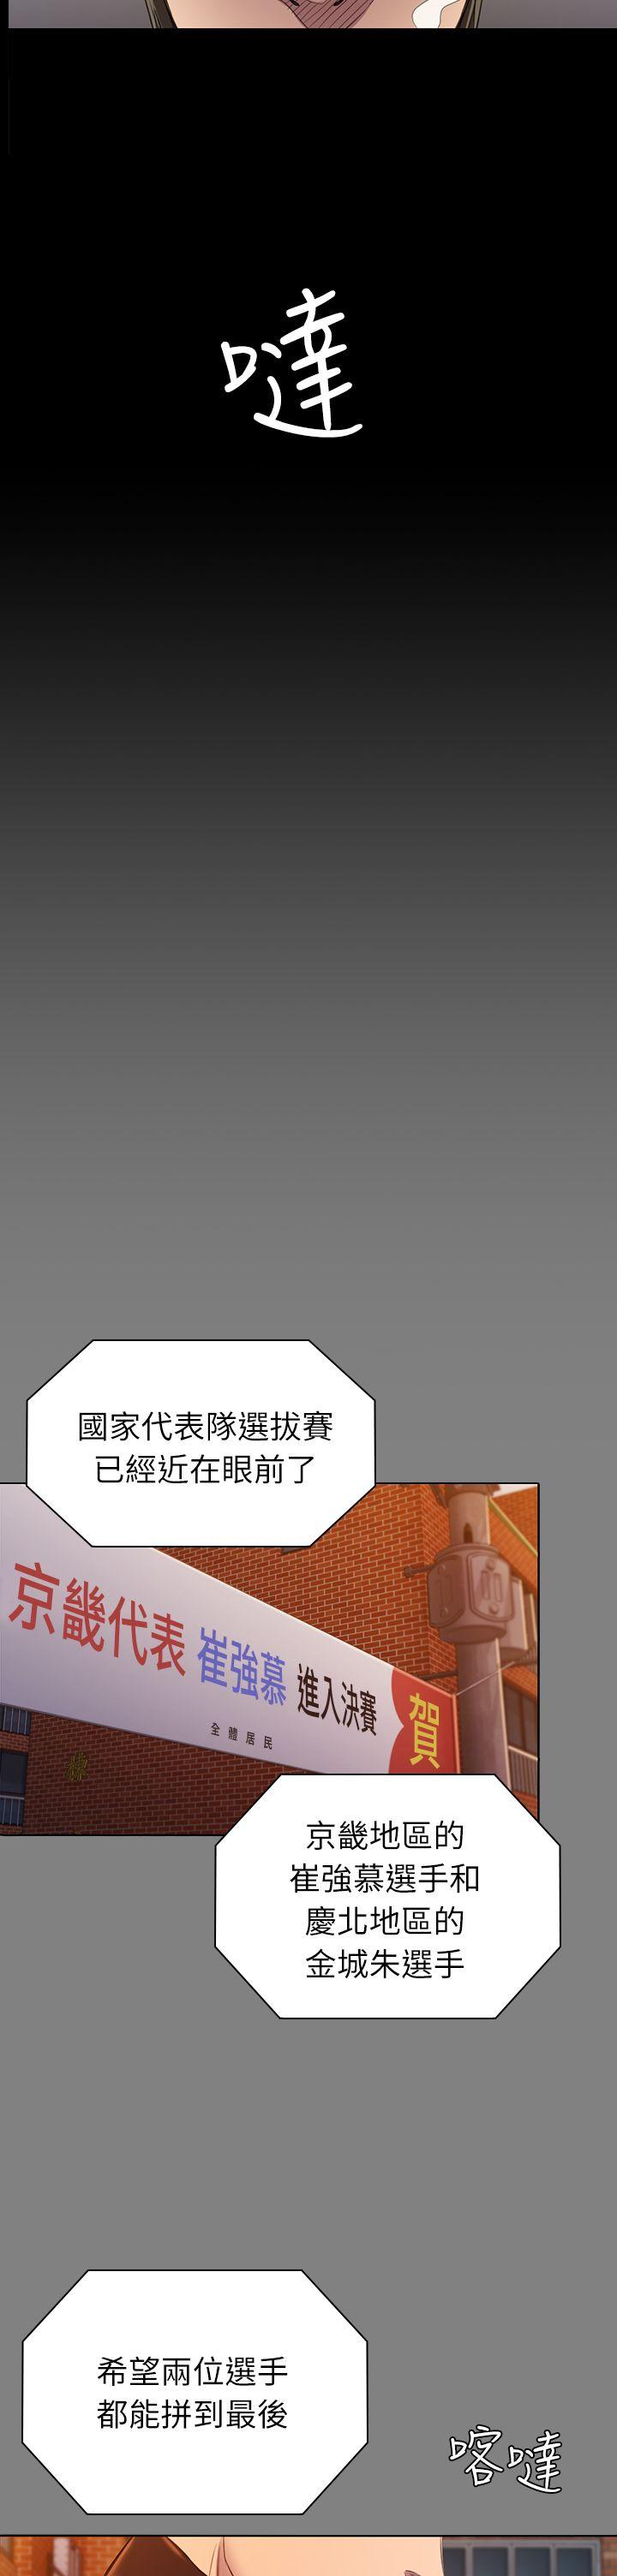 噠
國家代表隊選拔賽
已經近在眼前了
京畿代表 崔強慕 進入決賽 賀
全體居民
京畿地區的
崔強慕選手和
慶北地區的
金城朱選手
希望兩位選手
都能拼到最後
喀噠